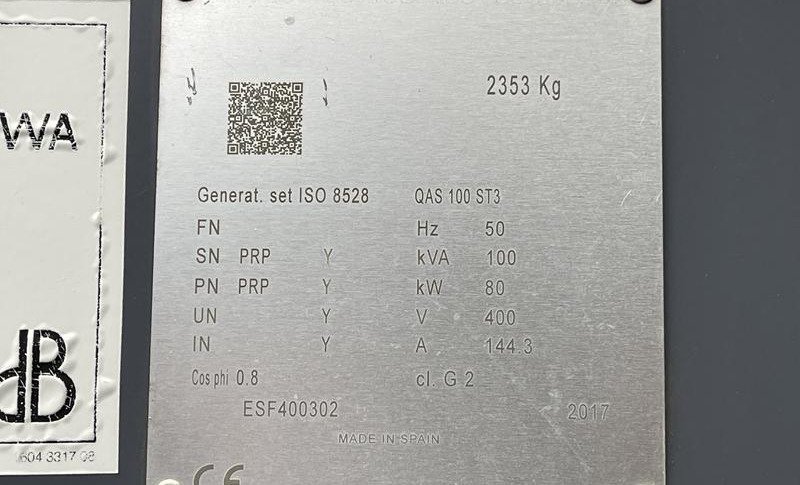 WA
dB
604 3317 08
2353 Kg
Generat. set ISO 8528 QAS 100 ST3
FN Hz 50
SN PRP Y kVA 100
PN PRP Y kW 80
UN Y V 400
IN Y A 144.3
Cos phi 0.8 cl. G 2
ESF400302 2017
MADE IN SPAIN
CE